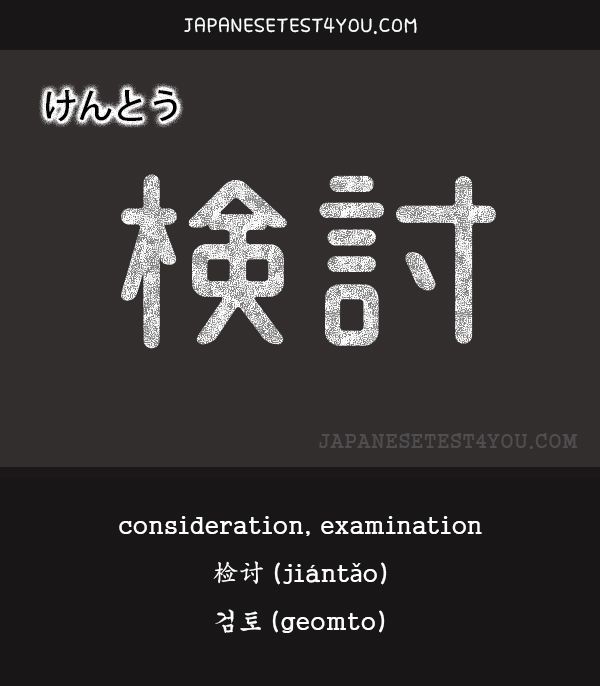 JAPANESETEST4YOU.COM
けんとう
検討
JAPANESETEST4YOU.COM
consideration, examination
检讨 (jiántǎo)
검토 (geomto)